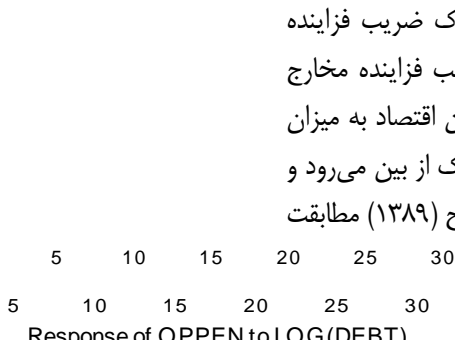 ک ضریب فزاینده
ب فزاینده مخارج
ن اقتصاد به میزان
ک از بین می‌رود و
ح (۱۳۸۹) مطابقت
5 10 15 20 25 30
5 10 15 20 25 30
Response of OPPEN to LOG(DEBT)